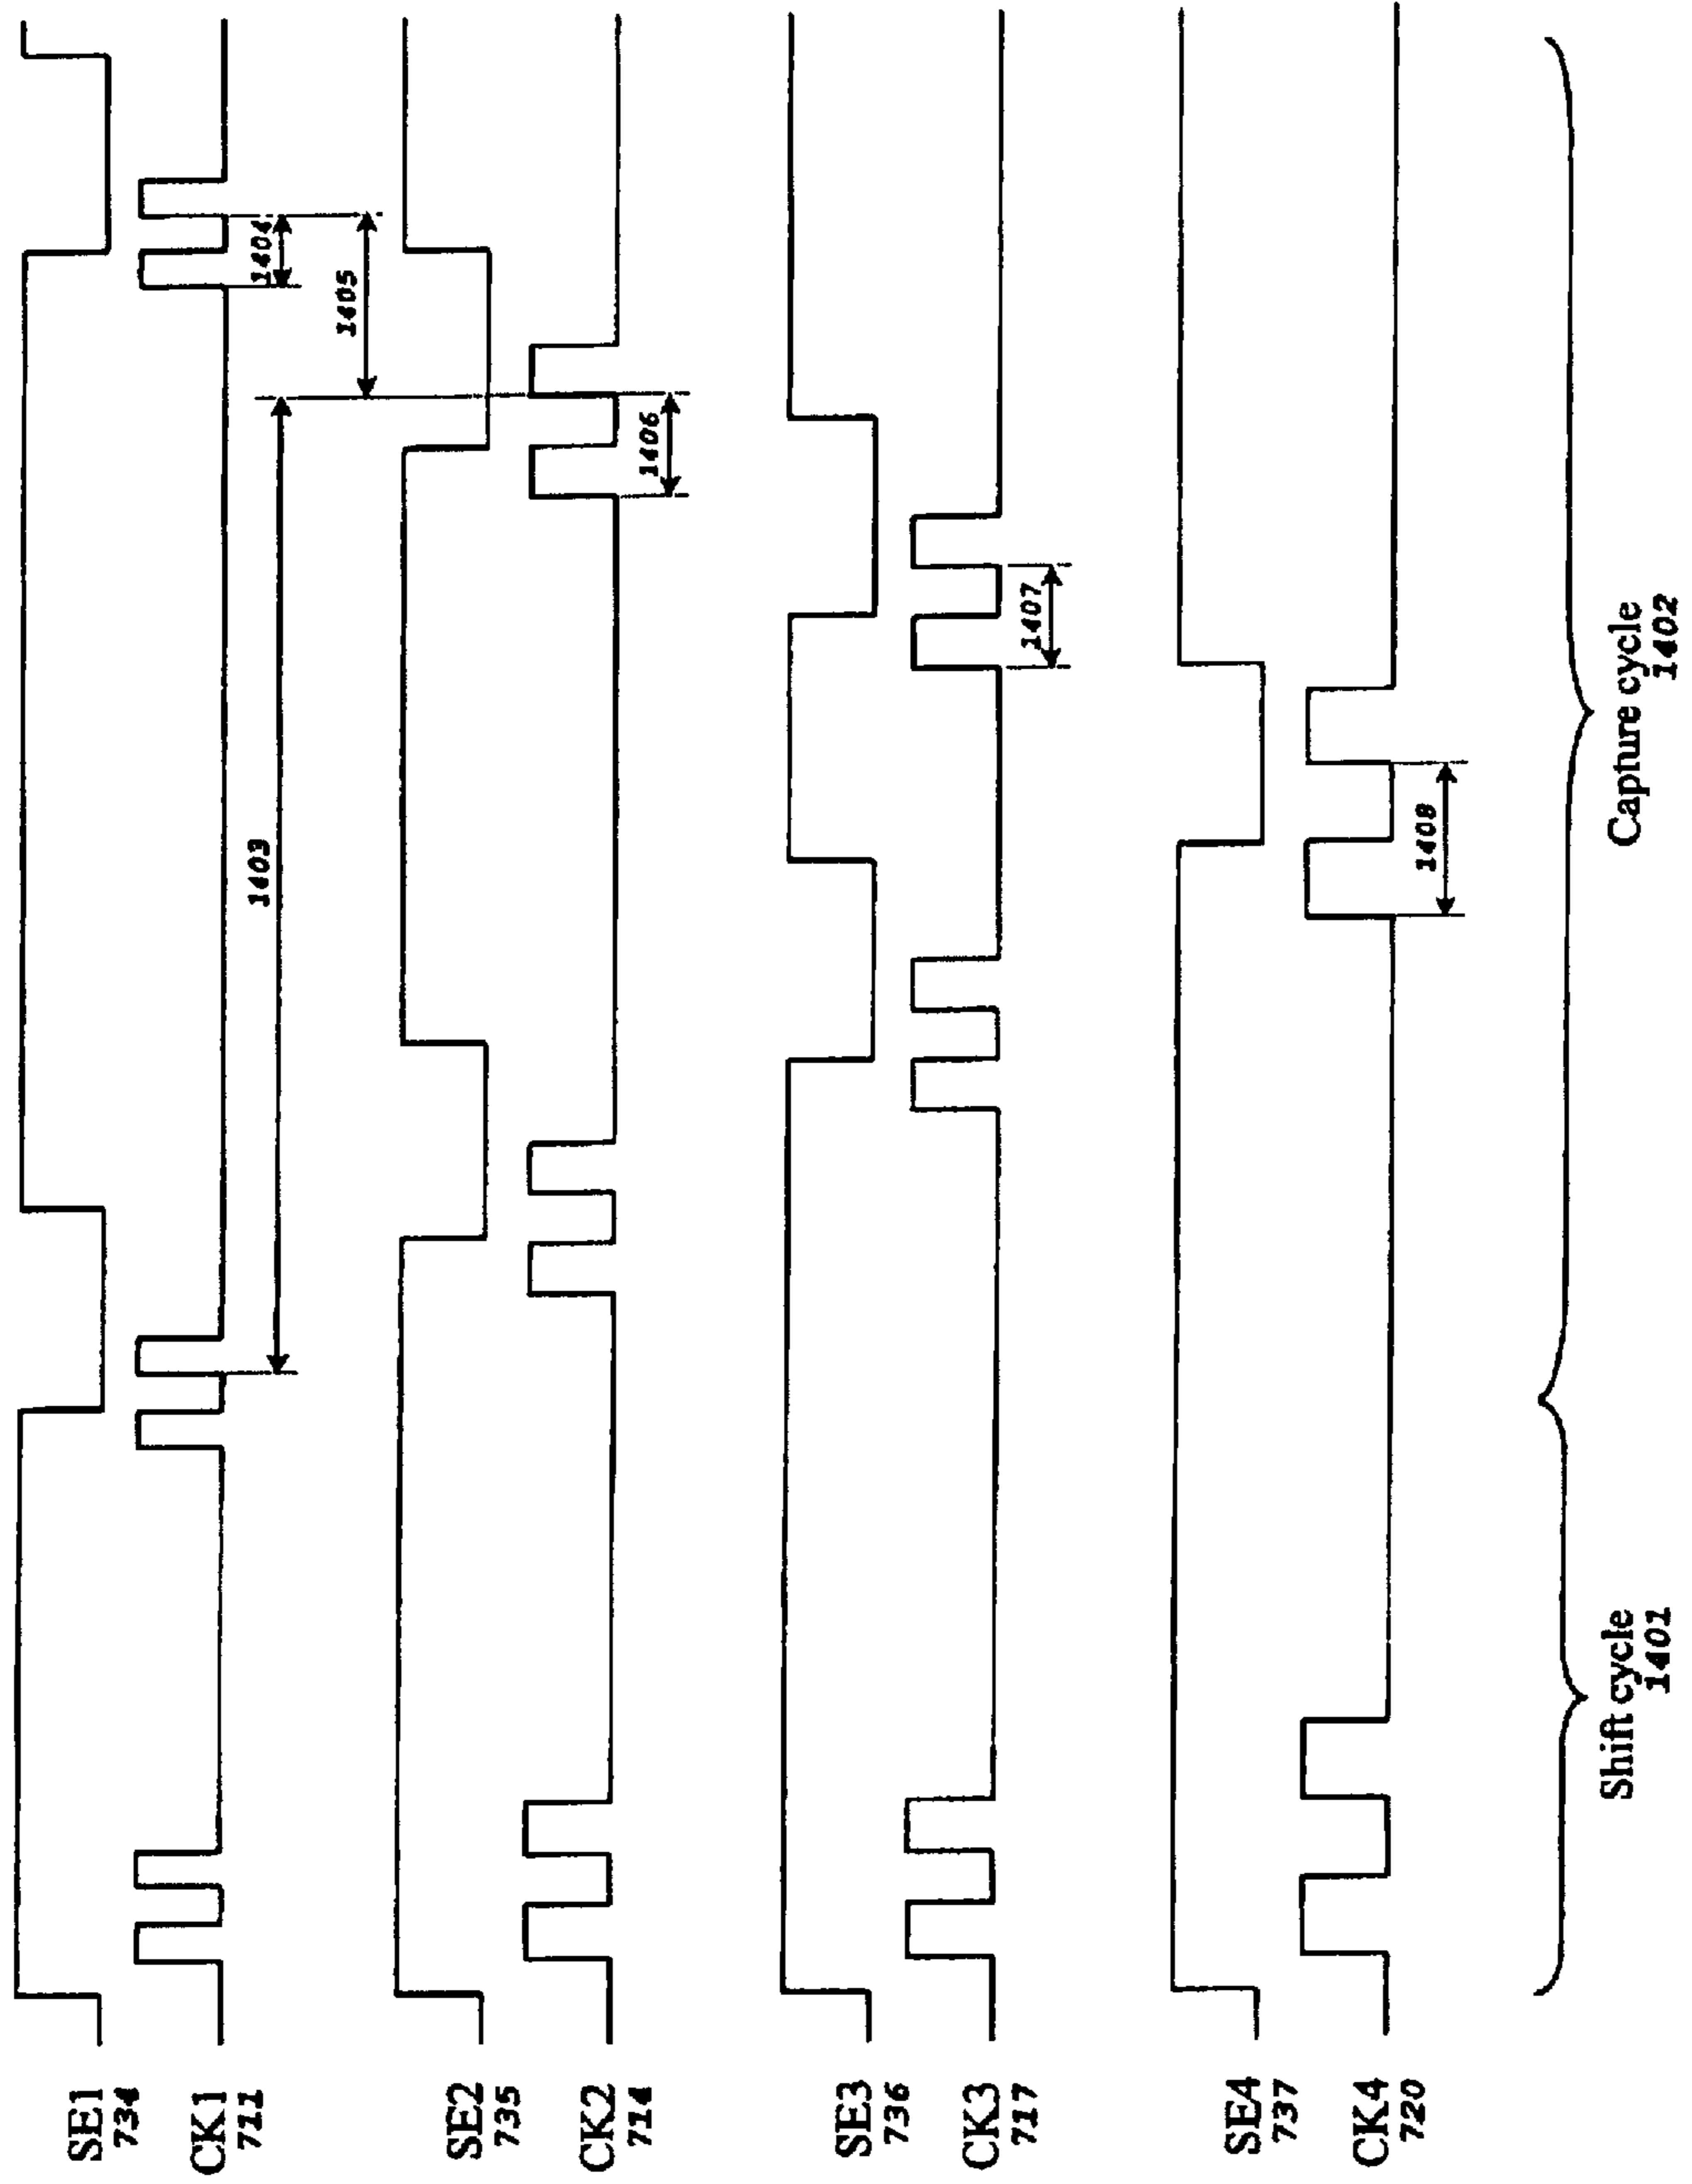 SE1
734
CK1
711
1403
1404
1405
SE2
735
CK2
714
1406
SE3
736
CK3
717
1407
SE4
737
CK4
720
1408
Shift cycle
1401
Capture cycle
1402